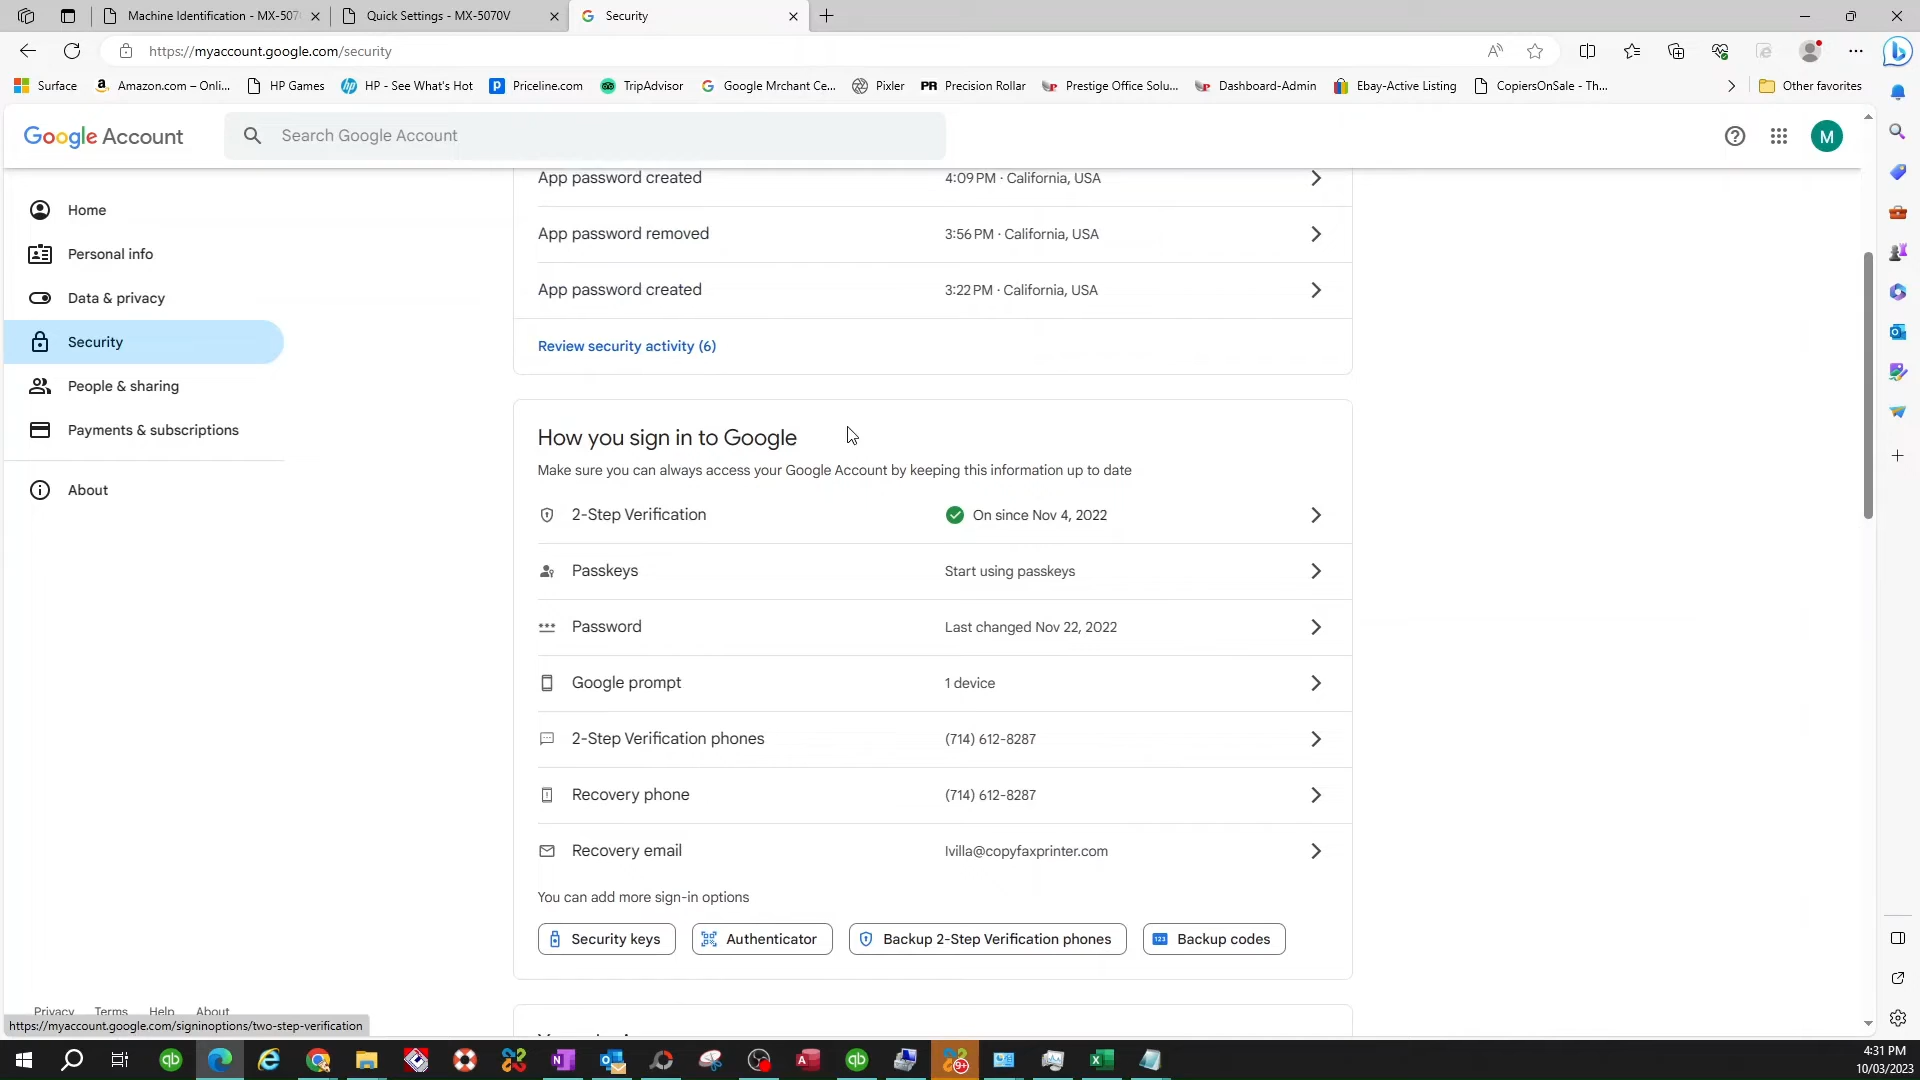 Machine Identification - MX-507
Quick Settings - MX-5070V
Security
https://myaccount.google.com/security
Surface
Amazon.com – Onli...
HP Games
HP - See What's Hot
Priceline.com
TripAdvisor
Google Mrchant Ce...
Pixler
PR Precision Rollar
Prestige Office Solu...
Dashboard-Admin
Ebay-Active Listing
CopiersOnSale - Th...
Other favorites
Google Account
Search Google Account
M
Home
Personal info
Data & privacy
Security
People & sharing
Payments & subscriptions
About
App password created 4:09 PM · California, USA
App password removed 3:56 PM · California, USA
App password created 3:22 PM · California, USA
Review security activity (6)
How you sign in to Google
Make sure you can always access your Google Account by keeping this information up to date
2-Step Verification On since Nov 4, 2022
Passkeys Start using passkeys
Password Last changed Nov 22, 2022
Google prompt 1 device
2-Step Verification phones (714) 612-8287
Recovery phone (714) 612-8287
Recovery email lvilla@copyfaxprinter.com
You can add more sign-in options
Security keys
Authenticator
Backup 2-Step Verification phones
Backup codes
Privacy Terms Help About
https://myaccount.google.com/signinoptions/two-step-verification
4:31 PM
10/03/2023